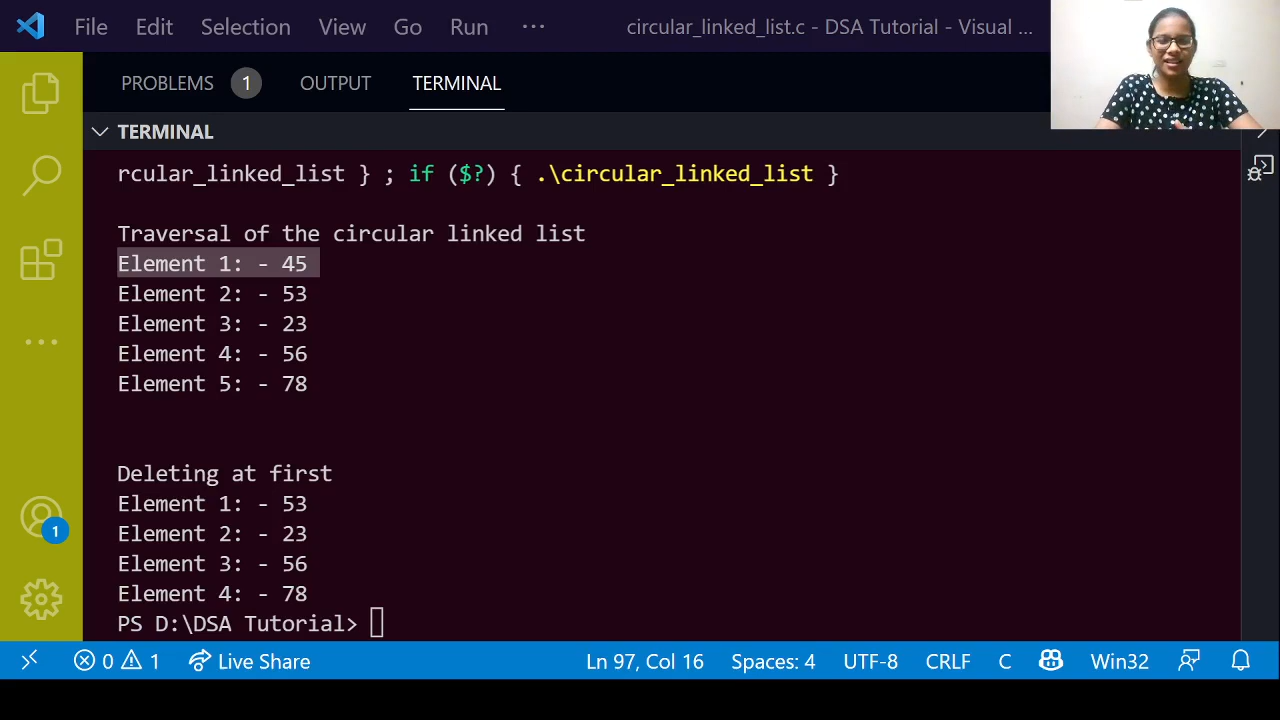 File Edit Selection View Go Run ··· circular_linked_list.c - DSA Tutorial - Visual ...
PROBLEMS 1 OUTPUT TERMINAL
TERMINAL
rcular_linked_list } ; if ($?) { .\circular_linked_list }
Traversal of the circular linked list
Element 1: - 45
Element 2: - 53
Element 3: - 23
Element 4: - 56
Element 5: - 78
Deleting at first
Element 1: - 53
Element 2: - 23
Element 3: - 56
Element 4: - 78
PS D:\DSA Tutorial>
1
0 1 Live Share Ln 97, Col 16 Spaces: 4 UTF-8 CRLF C Win32